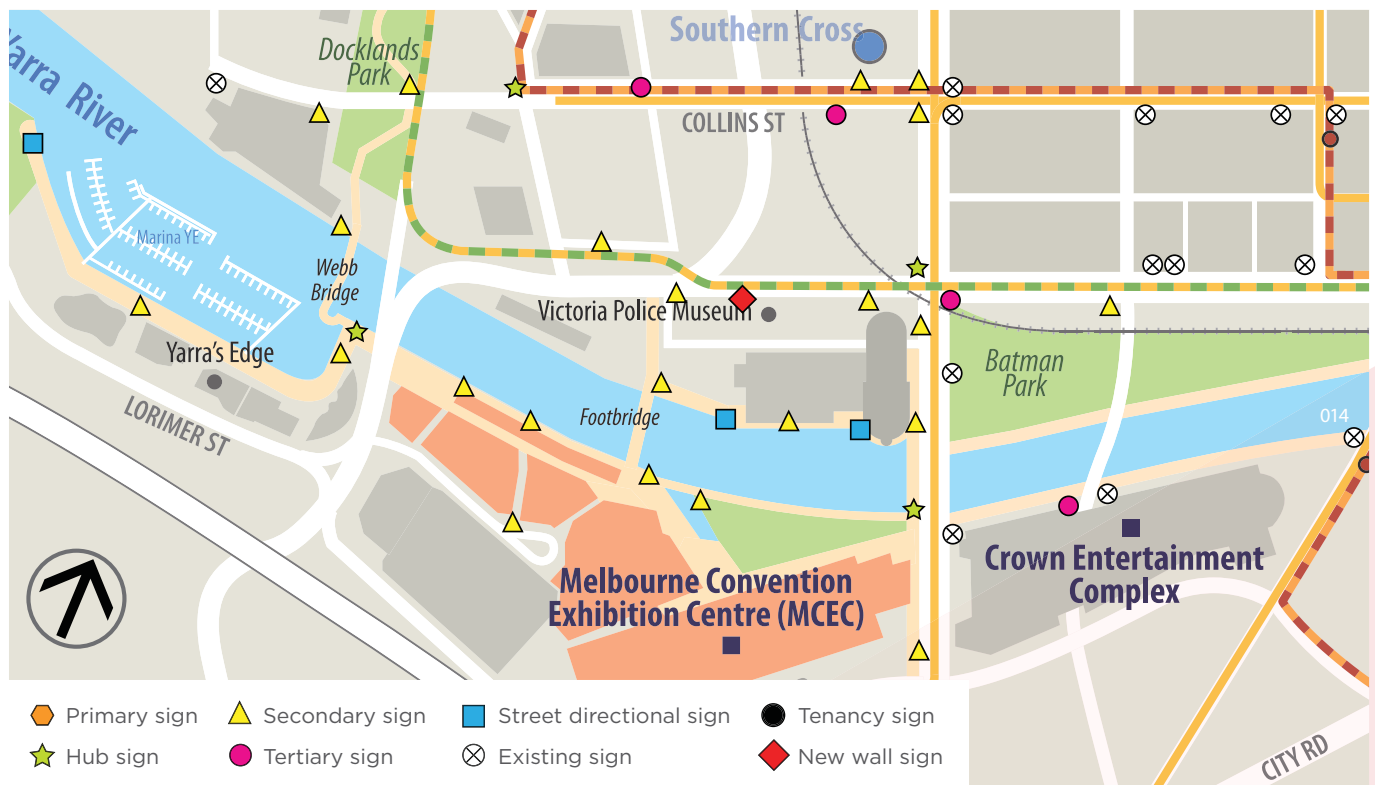 Southern Cross
Docklands
Park
Yarra River
COLLINS ST
Marina YE
Webb
Bridge
Victoria Police Museum
Yarra's Edge
Batman
Park
LORIMER ST
Footbridge
014
Crown Entertainment
Complex
Melbourne Convention
Exhibition Centre (MCEC)
CITY RD
Primary sign
Secondary sign
Street directional sign
Tenancy sign
Hub sign
Tertiary sign
Existing sign
New wall sign